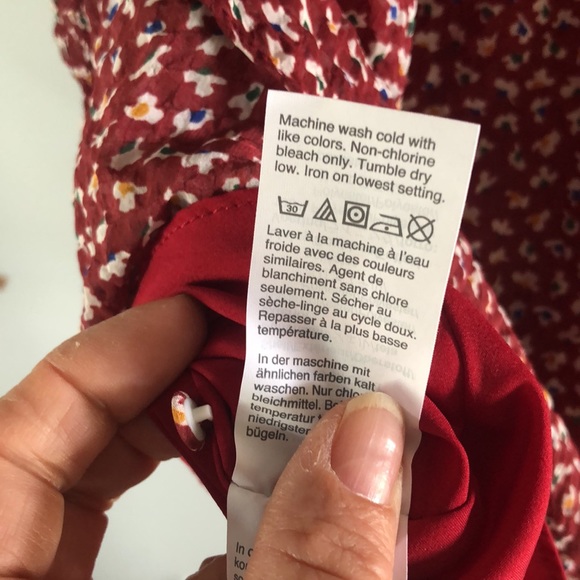 Machine wash cold with
like colors. Non-chlorine
bleach only. Tumble dry
low. Iron on lowest setting.
30
Laver à la machine à l'eau
froide avec des couleurs
similaires. Agent de
blanchiment sans chlore
seulement. Sécher au
sèche-linge au cycle doux.
Repasser à la plus basse
température.
In der maschine mit
ähnlichen farben kalt
waschen. Nur
bleichmittel.
temperatur
niedrigster
bügeln.